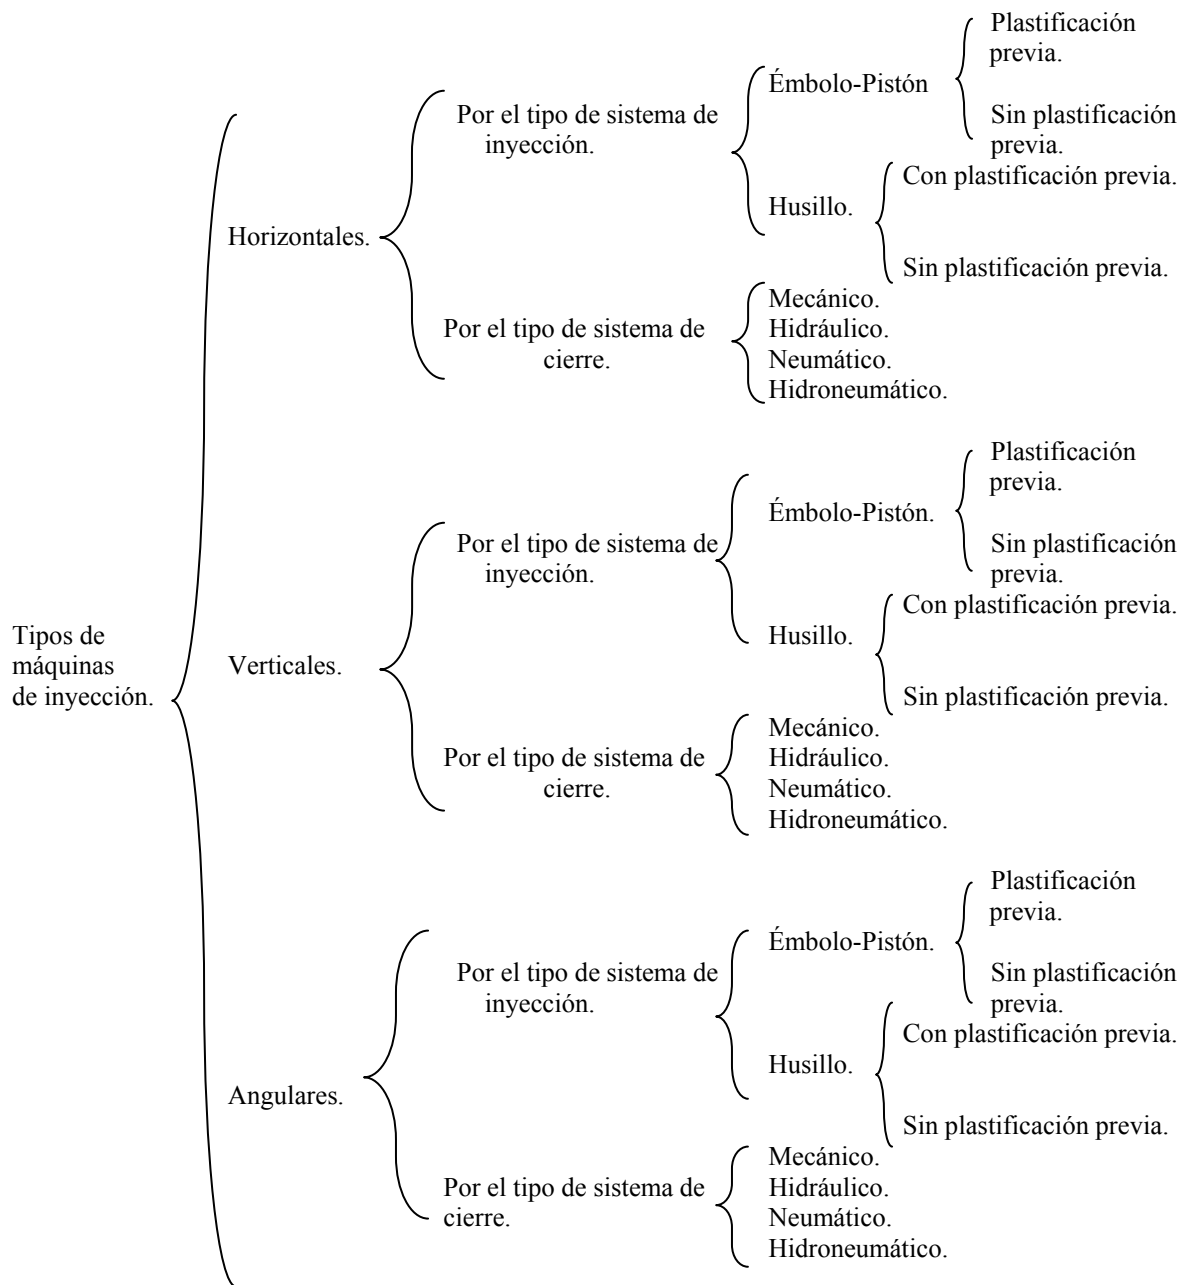 Plastificación
previa.
Émbolo-Pistón
Sin plastificación
previa.
Por el tipo de sistema de
inyección.
Con plastificación previa.
Husillo.
Sin plastificación previa.
Horizontales.
Mecánico.
Hidráulico.
Neumático.
Hidroneumático.
Por el tipo de sistema de
cierre.
Plastificación
previa.
Émbolo-Pistón.
Sin plastificación
previa.
Por el tipo de sistema de
inyección.
Con plastificación previa.
Husillo.
Sin plastificación previa.
Tipos de
máquinas
de inyección.
Verticales.
Mecánico.
Hidráulico.
Neumático.
Hidroneumático.
Por el tipo de sistema de
cierre.
Plastificación
previa.
Émbolo-Pistón.
Sin plastificación
previa.
Por el tipo de sistema de
inyección.
Con plastificación previa.
Husillo.
Sin plastificación previa.
Angulares.
Mecánico.
Hidráulico.
Neumático.
Hidroneumático.
Por el tipo de sistema de
cierre.